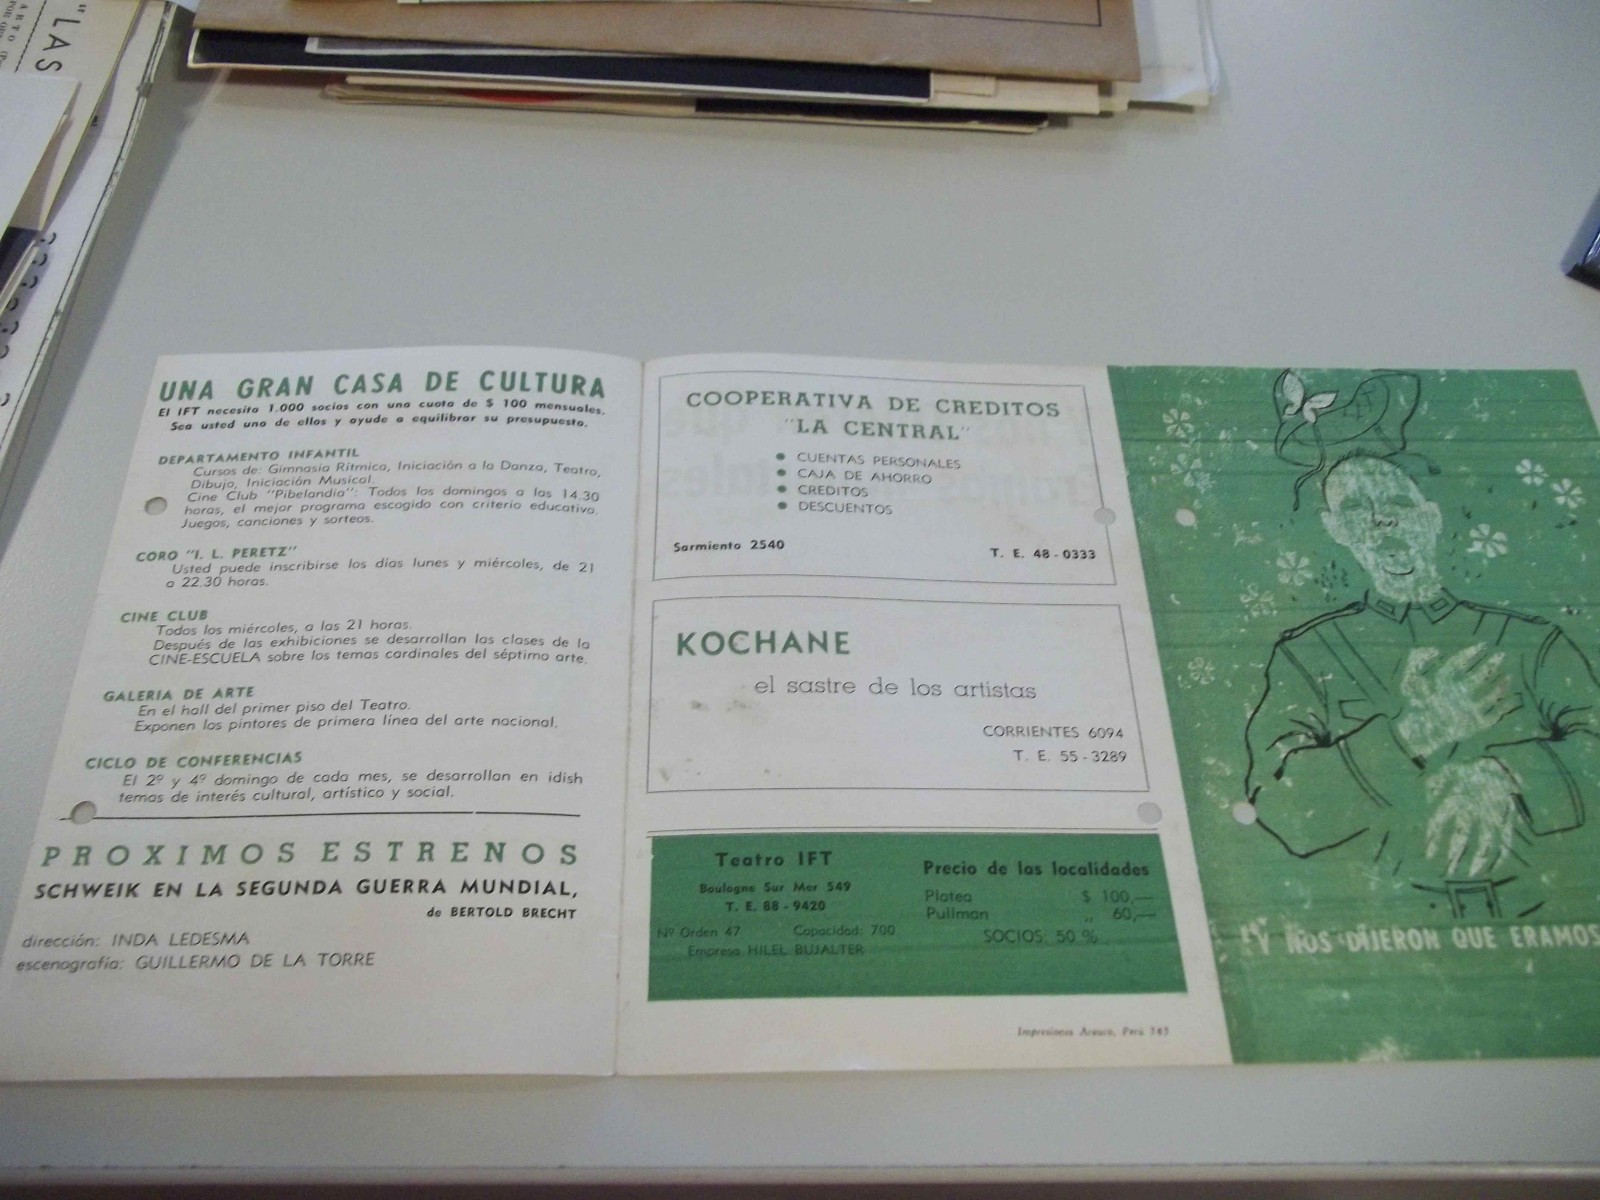 "LAS
UNA GRAN CASA DE CULTURA
El IFT necesita 1.000 socios con una cuota de $ 100 mensuales.
Sea usted uno de ellos y ayude a equilibrar su presupuesto.
DEPARTAMENTO INFANTIL
Cursos de: Gimnasia Rítmica, Iniciación a la Danza, Teatro,
Dibujo, Iniciación Musical.
Cine Club "Pibelandia": Todos los domingos a las 14.30
horas, el mejor programa escogido con criterio educativo.
Juegos, canciones y sorteos.
CORO "I. L. PERETZ"
Usted puede inscribirse los días lunes y miércoles, de 21
a 22.30 horas.
CINE CLUB
Todos los miércoles, a las 21 horas.
Después de las exhibiciones se desarrollan las clases de la
CINE-ESCUELA sobre los temas cardinales del séptimo arte.
GALERIA DE ARTE
En el hall del primer piso del Teatro.
Exponen los pintores de primera línea del arte nacional.
CICLO DE CONFERENCIAS
El 2º y 4º domingo de cada mes, se desarrollan en idish
temas de interés cultural, artístico y social.
PROXIMOS ESTRENOS
SCHWEIK EN LA SEGUNDA GUERRA MUNDIAL,
de BERTOLD BRECHT
dirección: INDA LEDESMA
escenografía: GUILLERMO DE LA TORRE
COOPERATIVA DE CREDITOS
"LA CENTRAL"
● CUENTAS PERSONALES
● CAJA DE AHORRO
● CREDITOS
● DESCUENTOS
Sarmiento 2540 T. E. 48-0333
KOCHANE
el sastre de los artistas
CORRIENTES 6094
T. E. 55-3289
Teatro IFT
Boulogne Sur Mer 549
T. E. 88-9420
Nº Orden 47 Capacidad: 700
Empresa HILEL BUJALTER
Precio de las localidades
Platea $ 100,—
Pullman „ 60,—
SOCIOS: 50 %
Impresiones Arauco, Perú 565
¡Y NOS DIJERON QUE ERAMOS